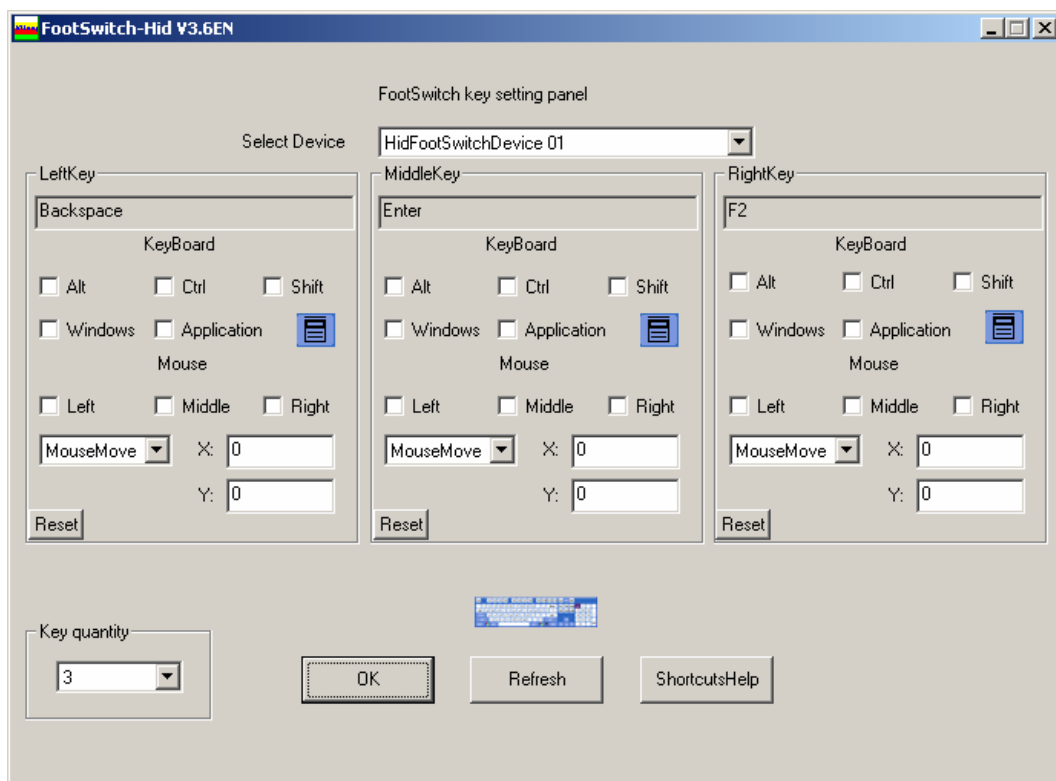 FootSwitch-Hid V3.6EN
FootSwitch key setting panel
Select Device HidFootSwitchDevice 01
LeftKey
Backspace
KeyBoard
Alt Ctrl Shift
Windows Application
Mouse
Left Middle Right
MouseMove X: 0
Y: 0
Reset
MiddleKey
Enter
KeyBoard
Alt Ctrl Shift
Windows Application
Mouse
Left Middle Right
MouseMove X: 0
Y: 0
Reset
RightKey
F2
KeyBoard
Alt Ctrl Shift
Windows Application
Mouse
Left Middle Right
MouseMove X: 0
Y: 0
Reset
Key quantity
3
OK Refresh ShortcutsHelp